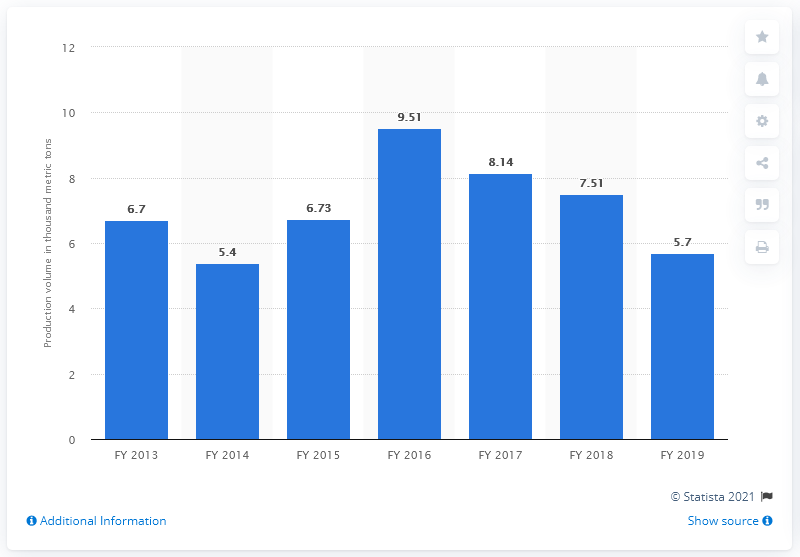 12
10
8
6
4
2
0
Production volume in thousand metric tons
6.7
5.4
6.73
9.51
8.14
7.51
5.7
FY 2013
FY 2014
FY 2015
FY 2016
FY 2017
FY 2018
FY 2019
© Statista 2021
Additional Information
Show source